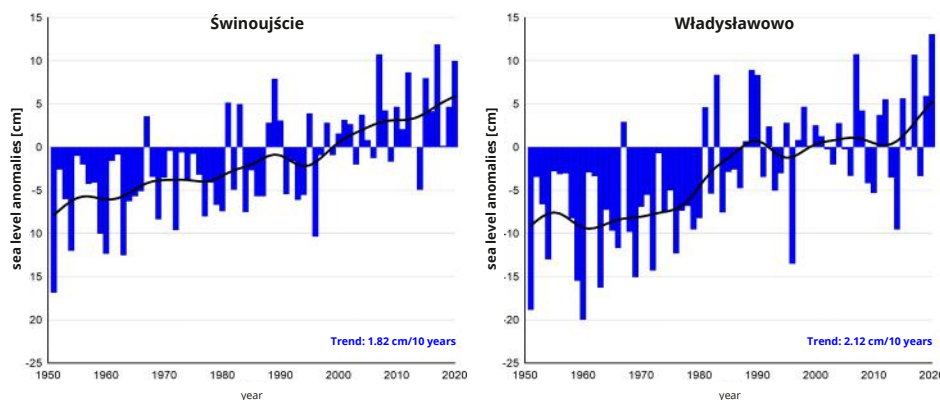 Świnoujście
15
10
5
0
-5
10
15
20
-25
sea level anomalies [cm]
Trend: 1.82 cm/10 years
1950 1960 1970 1980 1990 2000 2010 2020
year
Władysławowo
15
10
5
0
-5
-10
-15
-20
-25
sea level anomalies [cm]
Trend: 2.12 cm/10 years
1950 1960 1970 1980 1990 2000 2010 2020
year